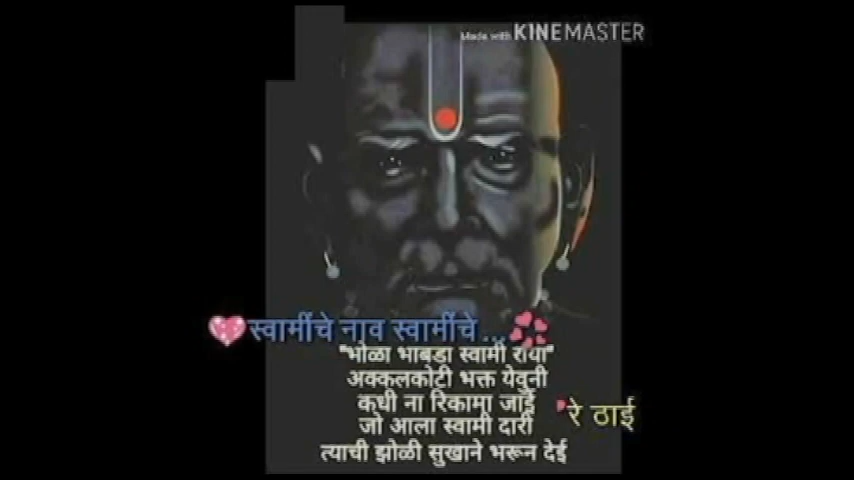 Made with KINEMASTER
स्वामींचे नाव स्वामींचे...
"भोळा भाबडा स्वामी राया"
अक्कलकोटी भक्त येवुनी
कधी ना रिकामा जाई
रे ठाई
जो आला स्वामी दारी
त्याची झोळी सुखाने भरून देई